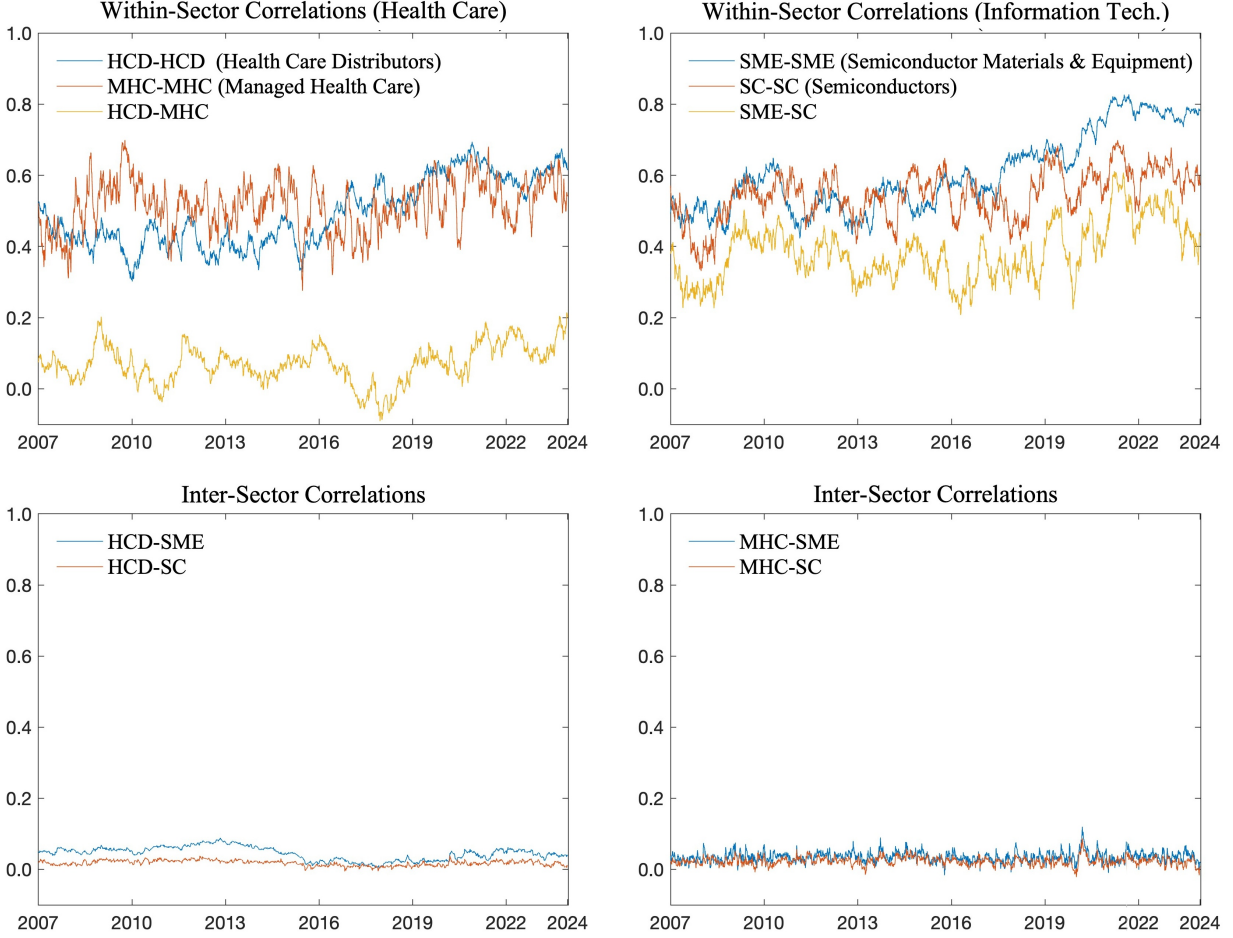 Within-Sector Correlations (Health Care)
1.0
0.8
0.6
0.4
0.2
0.0
HCD-HCD (Health Care Distributors)
MHC-MHC (Managed Health Care)
HCD-MHC
2007 2010 2013 2016 2019 2022 2024
Within-Sector Correlations (Information Tech.)
1.0
0.8
0.6
0.4
0.2
0.0
SME-SME (Semiconductor Materials & Equipment)
SC-SC (Semiconductors)
SME-SC
2007 2010 2013 2016 2019 2022 2024
Inter-Sector Correlations
1.0
0.8
0.6
0.4
0.2
0.0
HCD-SME
HCD-SC
2007 2010 2013 2016 2019 2022 2024
Inter-Sector Correlations
1.0
0.8
0.6
0.4
0.2
0.0
MHC-SME
MHC-SC
2007 2010 2013 2016 2019 2022 2024